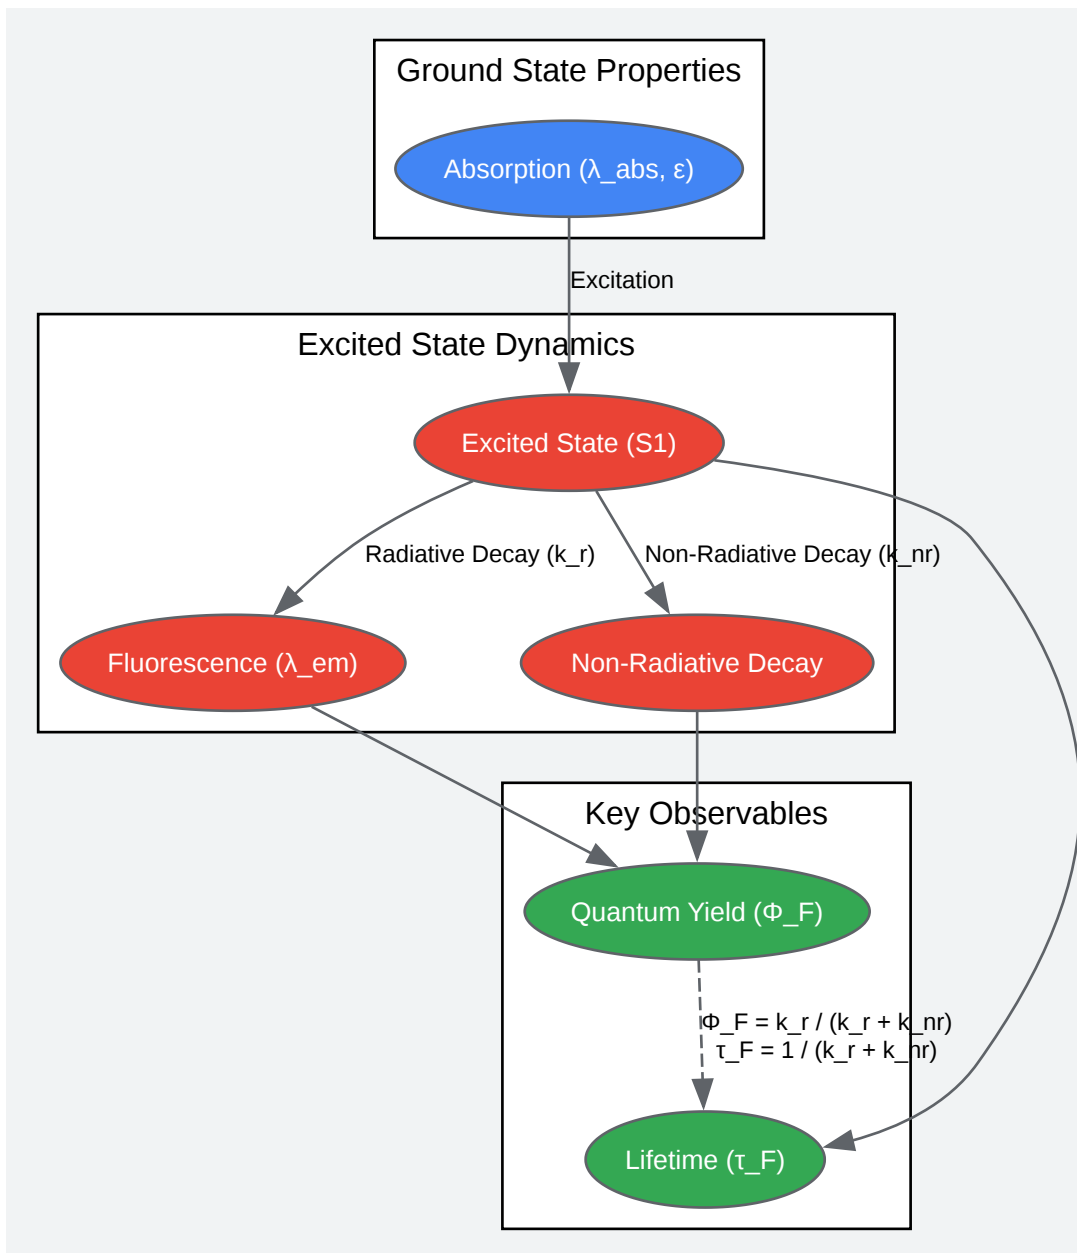 Ground State Properties
Absorption (λ_abs, ε)
Excitation
Excited State Dynamics
Excited State (S1)
Radiative Decay (k_r)
Non-Radiative Decay (k_nr)
Fluorescence (λ_em)
Non-Radiative Decay
Key Observables
Quantum Yield (Φ_F)
Φ_F = k_r / (k_r + k_nr)
τ_F = 1 / (k_r + k_nr)
Lifetime (τ_F)